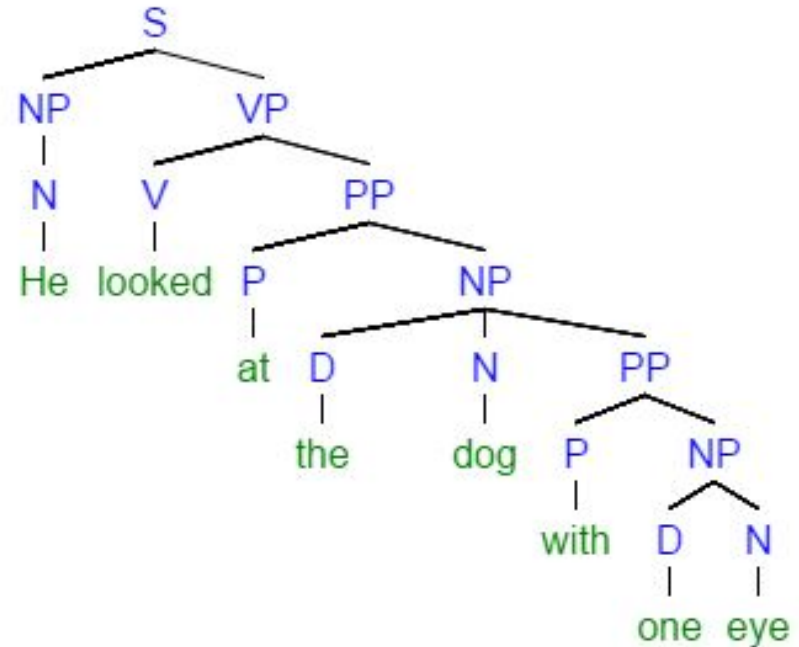 S
NP VP
N V PP
He looked P NP
at D N PP
the dog P NP
with D N
one eye